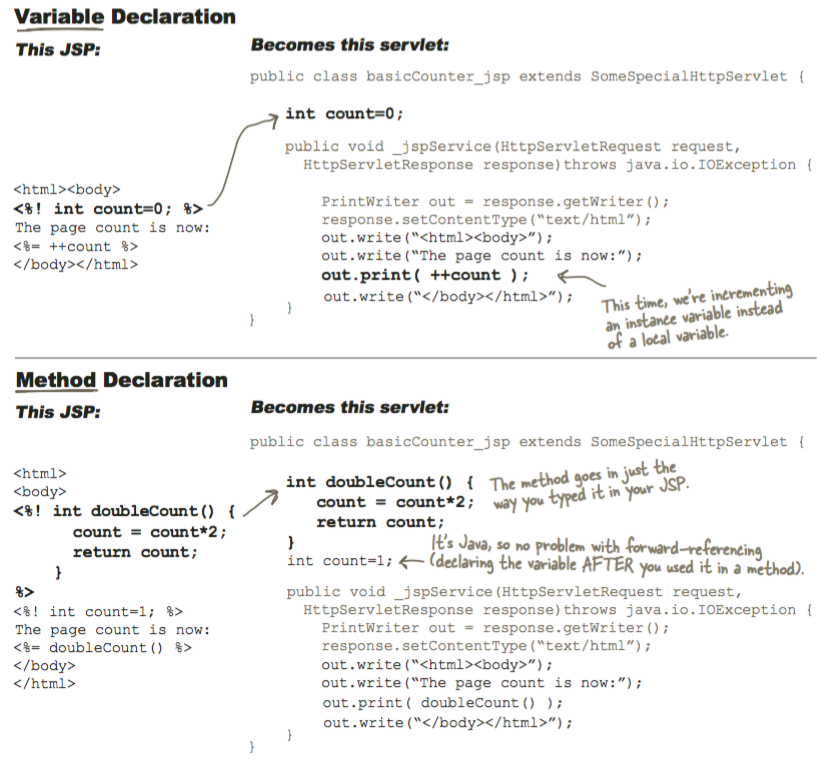 Variable Declaration
This JSP:
Becomes this servlet:
public class basicCounter_jsp extends SomeSpecialHttpServlet {
int count=0;
public void _jspService(HttpServletRequest request,
HttpServletResponse response)throws java.io.IOException {
<html><body>
<%! int count=0; %>
The page count is now:
<%= ++count %>
</body></html>
PrintWriter out = response.getWriter();
response.setContentType(“text/html”);
out.write(“<html><body>”);
out.write(“The page count is now:”);
out.print( ++count );
out.write(“</body></html>”);
}
}
This time, we're incrementing
an instance variable instead
of a local variable.
Method Declaration
This JSP:
Becomes this servlet:
public class basicCounter_jsp extends SomeSpecialHttpServlet {
<html>
<body>
<%! int doubleCount() {
count = count*2;
return count;
}
%>
<%! int count=1; %>
The page count is now:
<%= doubleCount() %>
</body>
</html>
int doubleCount() {
count = count*2;
return count;
}
The method goes in just the
way you typed it in your JSP.
int count=1;
It's Java, so no problem with forward-referencing
(declaring the variable AFTER you used it in a method).
public void _jspService(HttpServletRequest request,
HttpServletResponse response)throws java.io.IOException {
PrintWriter out = response.getWriter();
response.setContentType(“text/html”);
out.write(“<html><body>”);
out.write(“The page count is now:”);
out.print( doubleCount() );
out.write(“</body></html>”);
}
}